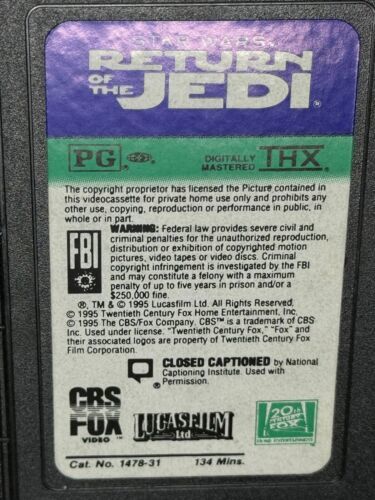 STAR WARS
RETURN
OF THE JEDI
PG
DIGITALLY
MASTERED THX
The copyright proprietor has licensed the Picture contained in
this videocassette for private home use only and prohibits any
other use, copying, reproduction or performance in public, in
whole or in part.
FBI
WARNING: Federal law provides severe civil and
criminal penalties for the unauthorized reproduction,
distribution or exhibition of copyrighted motion
pictures, video tapes or video discs. Criminal
copyright infringement is investigated by the FBI
and may constitute a felony with a maximum penalty
of up to five years in prison and/or a
$250,000 fine.
®, TM & © 1995 Lucasfilm Ltd. All Rights Reserved.
© 1995 Twentieth Century Fox Home Entertainment, Inc.
© 1995 The CBS/Fox Company. CBS™ is a trademark of CBS
Inc. Used under license. "Twentieth Century Fox," "Fox" and
their associated logos are property of Twentieth Century Fox
Film Corporation.
CLOSED CAPTIONED by National
Captioning Institute. Used with
Permission.
CBS
FOX
VIDEO ™
LUCASFILM
Ltd
20th
CENTURY
FOX
HOME ENTERTAINMENT
Cat. No. 1478-31 134 Mins.